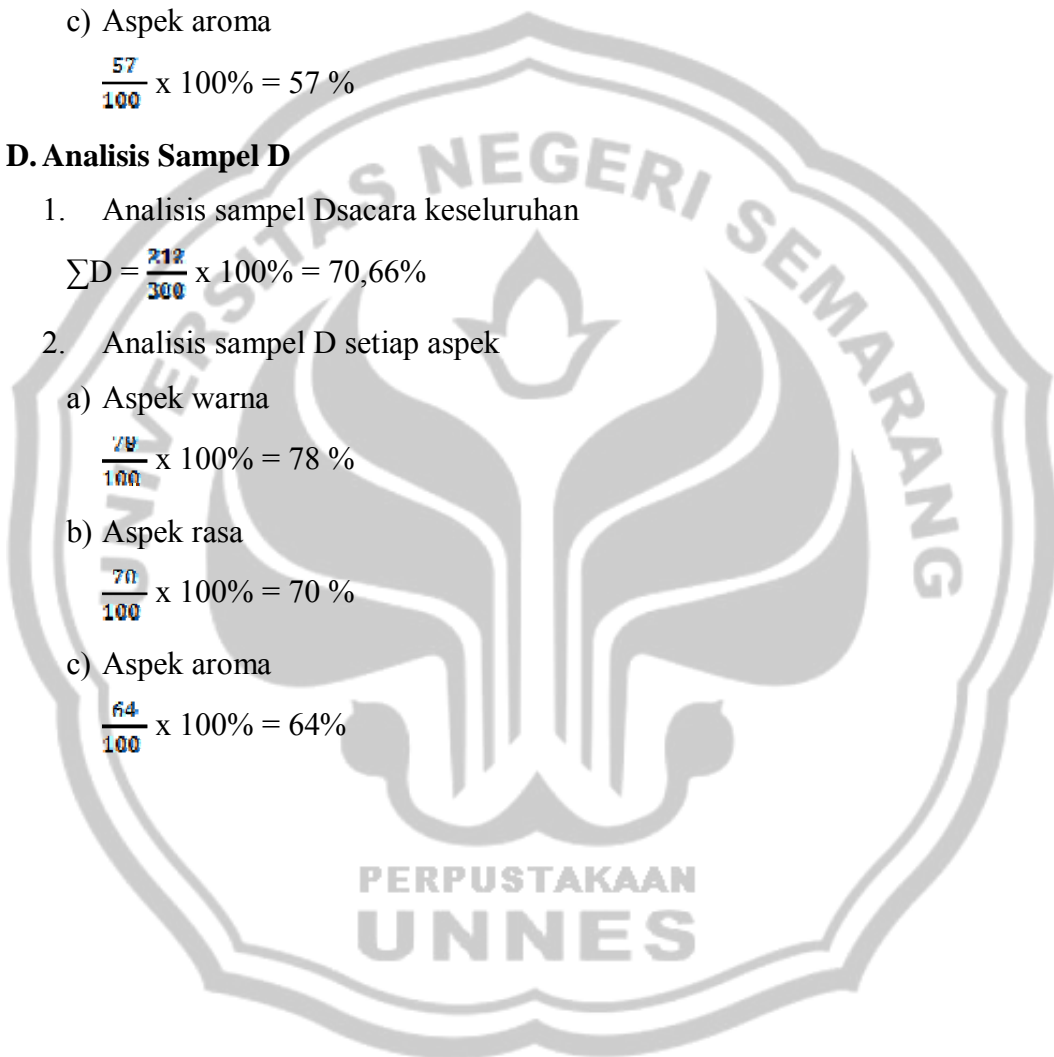 c) Aspek aroma
57/100 x 100% = 57 %
D. Analisis Sampel D
1. Analisis sampel Dsacara keseluruhan
∑D = 212/300 x 100% = 70,66%
2. Analisis sampel D setiap aspek
a) Aspek warna
78/100 x 100% = 78 %
b) Aspek rasa
70/100 x 100% = 70 %
c) Aspek aroma
64/100 x 100% = 64%
UNIVERSITAS NEGERI SEMARANG
PERPUSTAKAAN
UNNES